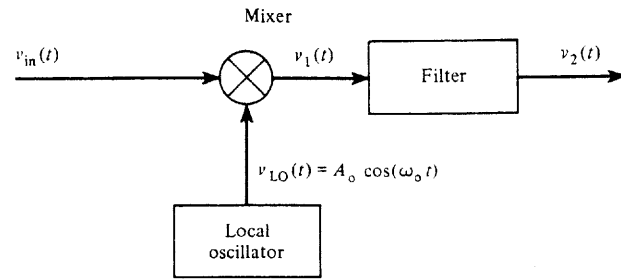 Mixer
v_in(t)
v_1(t)
Filter
v_2(t)
v_LO(t) = A_o cos(ω_o t)
Local
oscillator